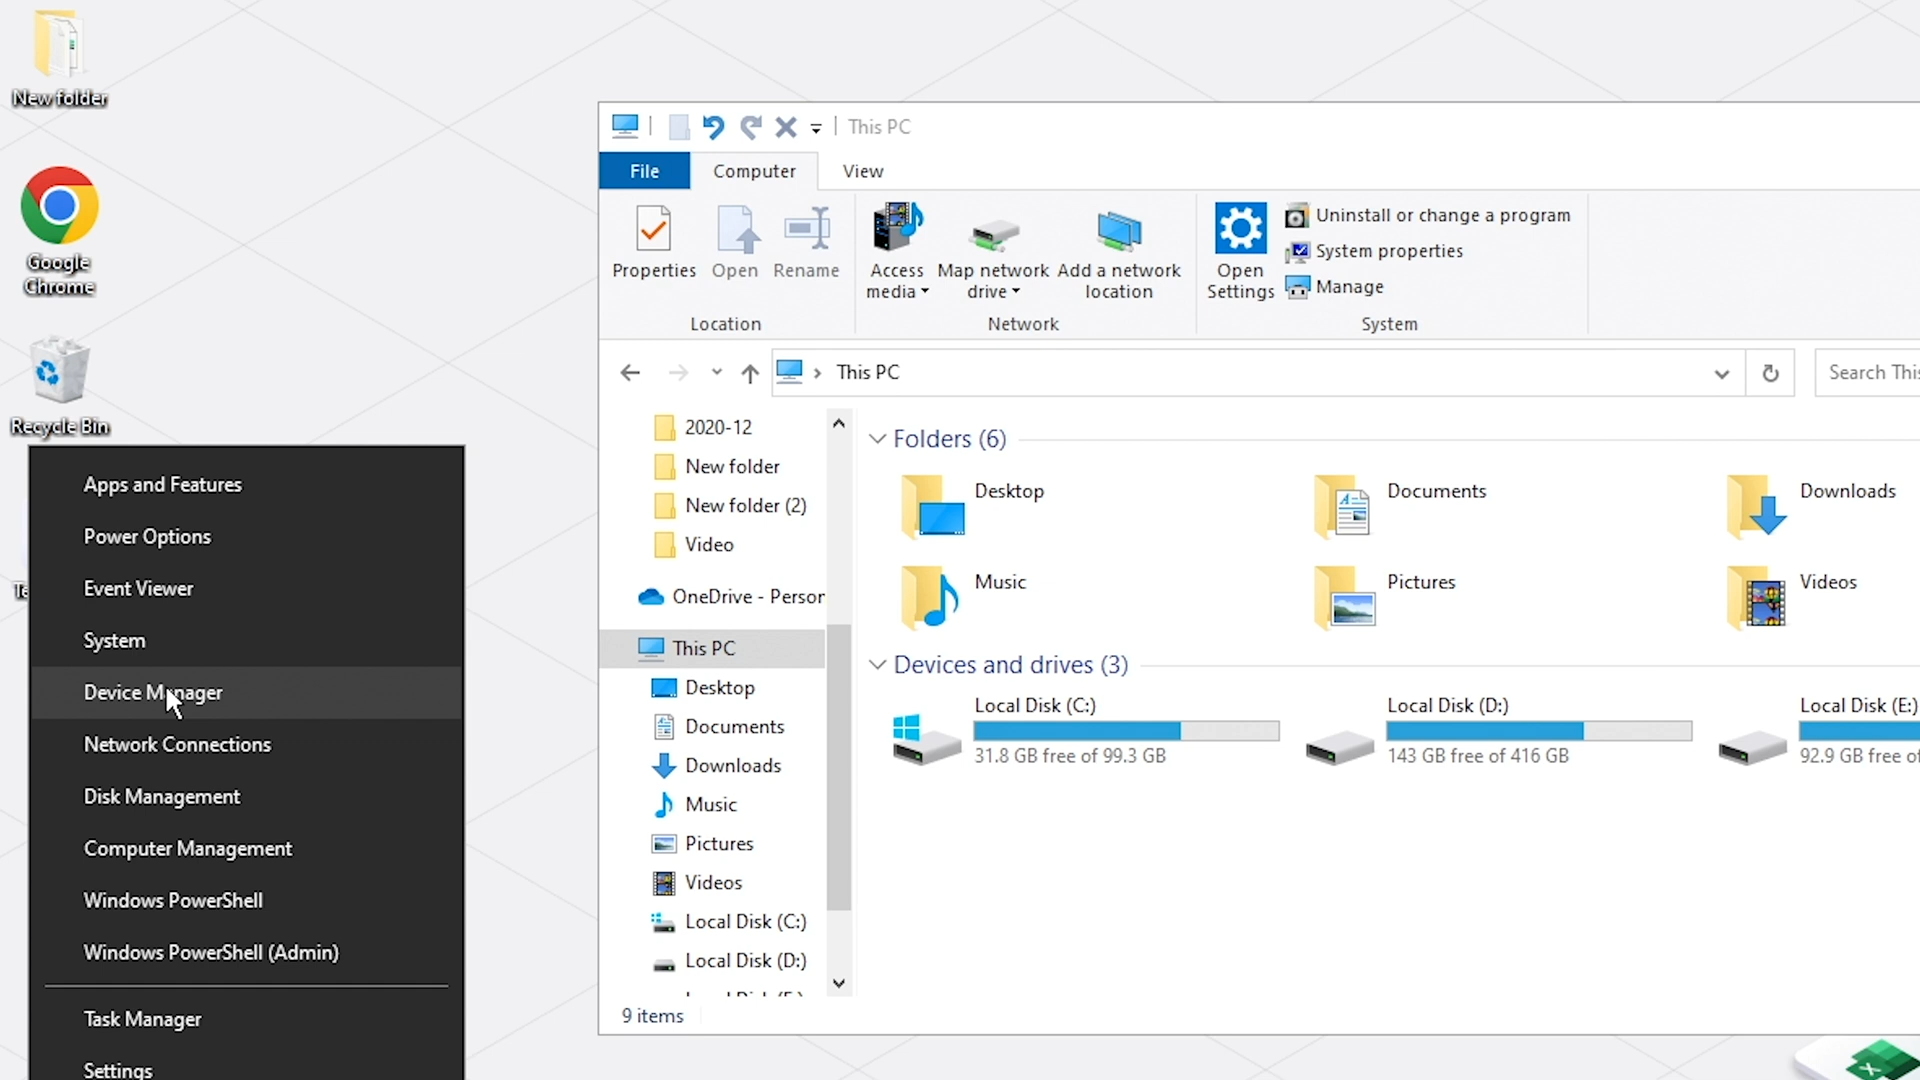 New folder
Google
Chrome
Recycle Bin
Apps and Features
Power Options
Event Viewer
System
Device Manager
Network Connections
Disk Management
Computer Management
Windows PowerShell
Windows PowerShell (Admin)
Task Manager
Settings
This PC
File
Computer
View
Properties
Open
Rename
Location
Access
media
Map network
drive
Add a network
location
Network
Open
Settings
Uninstall or change a program
System properties
Manage
System
This PC
Search This
2020-12
New folder
New folder (2)
Video
OneDrive - Person
This PC
Desktop
Documents
Downloads
Music
Pictures
Videos
Local Disk (C:)
Local Disk (D:)
Folders (6)
Desktop
Documents
Downloads
Music
Pictures
Videos
Devices and drives (3)
Local Disk (C:)
31.8 GB free of 99.3 GB
Local Disk (D:)
143 GB free of 416 GB
Local Disk (E:)
92.9 GB free of
9 items